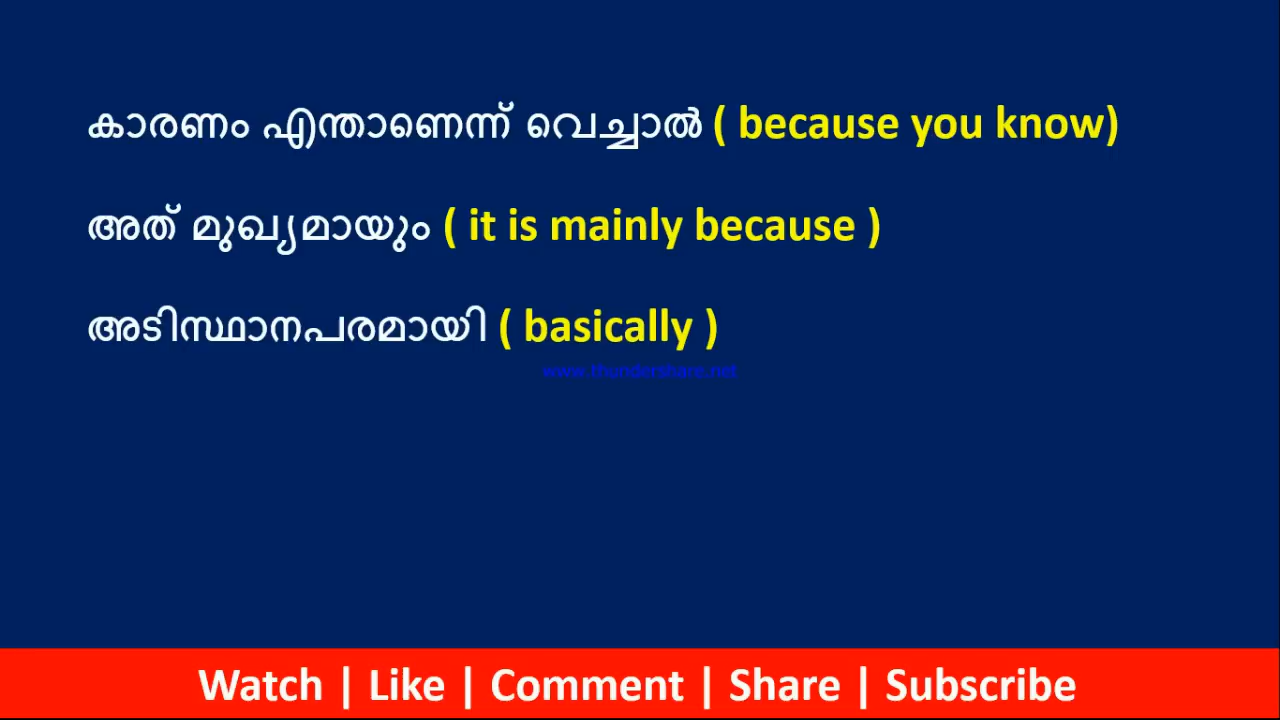 കാരണം എന്താണെന്ന് വെച്ചാൽ ( because you know)
അത് മുഖ്യമായും ( it is mainly because )
അടിസ്ഥാനപരമായി ( basically )
www.thundershare.net
Watch | Like | Comment | Share | Subscribe